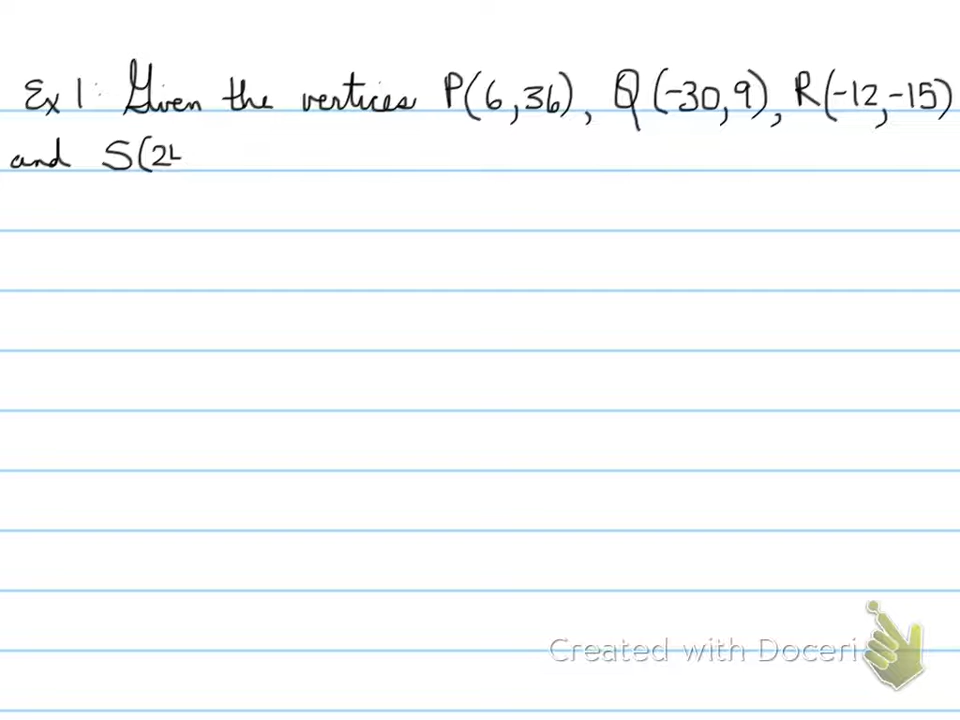 Ex 1: Given the vertices P(6,36), Q(-30,9), R(-12,-15)
and S(2
Created with Doceri